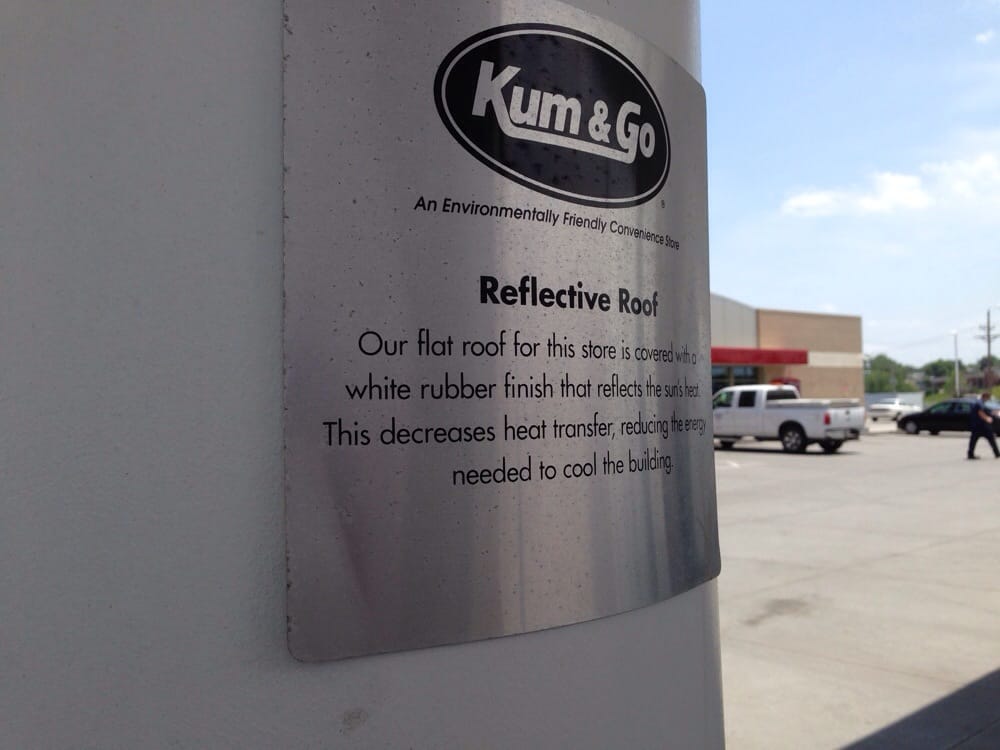 Kum & Go
®
An Environmentally Friendly Convenience Store
Reflective Roof
Our flat roof for this store is covered with a
white rubber finish that reflects the sun's heat.
This decreases heat transfer, reducing the energy
needed to cool the building.